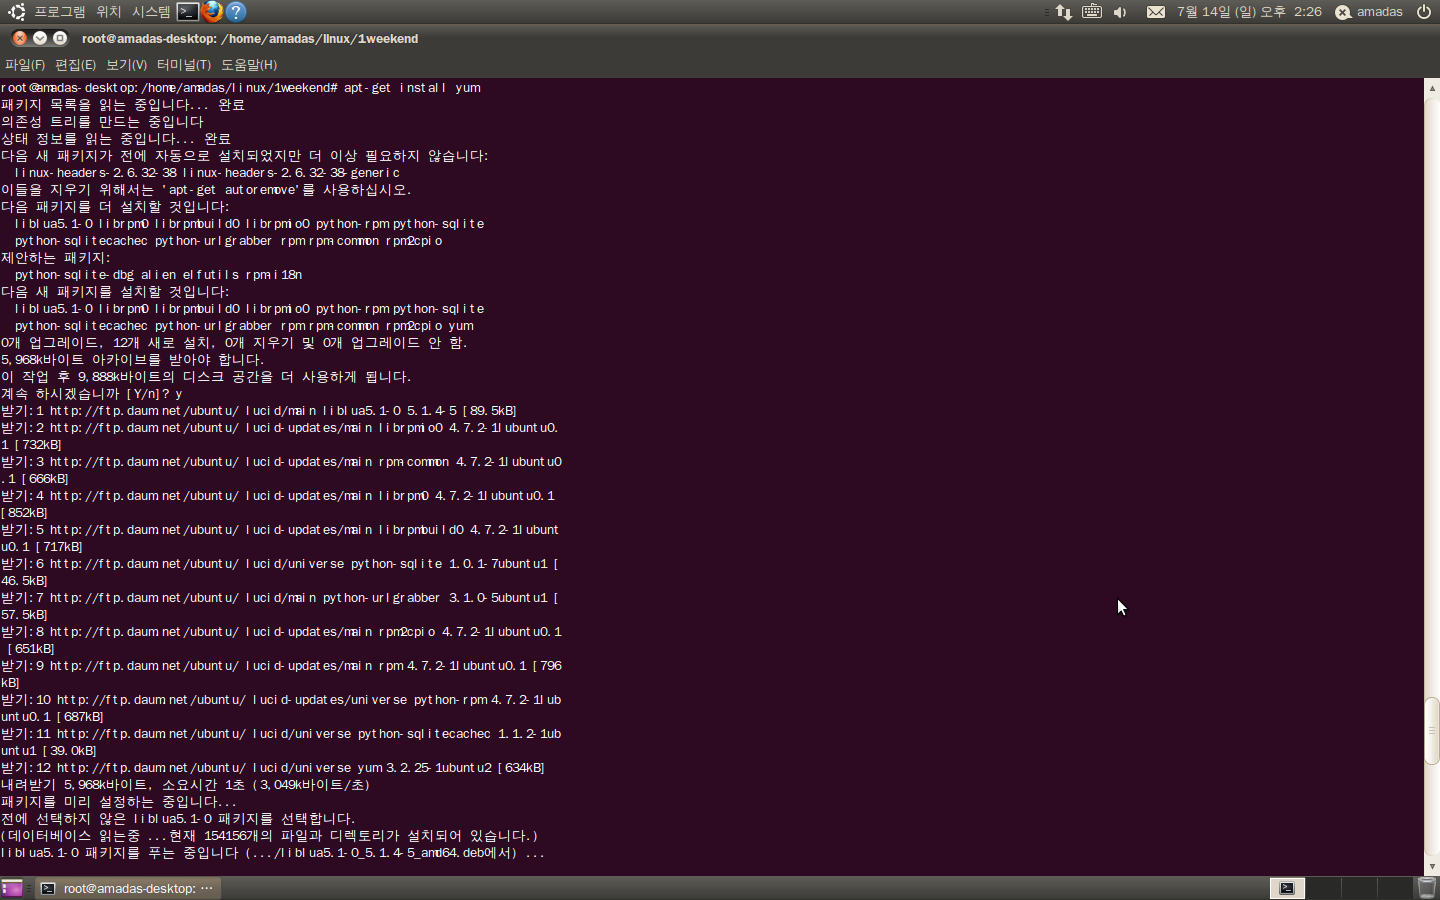 프로그램 위치 시스템
7월 14일 (일) 오후 2:26 amadas
root@amadas-desktop: /home/amadas/linux/1weekend
파일(F) 편집(E) 보기(V) 터미널(T) 도움말(H)
root@amadas-desktop:/home/amadas/linux/1weekend# apt-get install yum
패키지 목록을 읽는 중입니다... 완료
의존성 트리를 만드는 중입니다
상태 정보를 읽는 중입니다... 완료
다음 새 패키지가 전에 자동으로 설치되었지만 더 이상 필요하지 않습니다:
linux-headers-2.6.32-38 linux-headers-2.6.32-38-generic
이들을 지우기 위해서는 'apt-get autoremove'를 사용하십시오.
다음 패키지를 더 설치할 것입니다:
liblua5.1-0 librpm0 librpmbuild0 librpmio0 python-rpm python-sqlite
python-sqlitecachec python-urlgrabber rpm rpm-common rpm2cpio
제안하는 패키지:
python-sqlite-dbg alien elfutils rpm-i18n
다음 새 패키지를 설치할 것입니다:
liblua5.1-0 librpm0 librpmbuild0 librpmio0 python-rpm python-sqlite
python-sqlitecachec python-urlgrabber rpm rpm-common rpm2cpio yum
0개 업그레이드, 12개 새로 설치, 0개 지우기 및 0개 업그레이드 안 함.
5,968k바이트 아카이브를 받아야 합니다.
이 작업 후 9,888k바이트의 디스크 공간을 더 사용하게 됩니다.
계속 하시겠습니까 [Y/n]? y
받기:1 http://ftp.daum.net/ubuntu/ lucid/main liblua5.1-0 5.1.4-5 [89.5kB]
받기:2 http://ftp.daum.net/ubuntu/ lucid-updates/main librpmio0 4.7.2-1lubuntu0.
1 [732kB]
받기:3 http://ftp.daum.net/ubuntu/ lucid-updates/main rpm-common 4.7.2-1lubuntu0
.1 [666kB]
받기:4 http://ftp.daum.net/ubuntu/ lucid-updates/main librpm0 4.7.2-1lubuntu0.1
[852kB]
받기:5 http://ftp.daum.net/ubuntu/ lucid-updates/main librpmbuild0 4.7.2-1lubunt
u0.1 [717kB]
받기:6 http://ftp.daum.net/ubuntu/ lucid/universe python-sqlite 1.0.1-7ubuntu1 [
46.5kB]
받기:7 http://ftp.daum.net/ubuntu/ lucid/main python-urlgrabber 3.1.0-5ubuntu1 [
57.5kB]
받기:8 http://ftp.daum.net/ubuntu/ lucid-updates/main rpm2cpio 4.7.2-1lubuntu0.1
[651kB]
받기:9 http://ftp.daum.net/ubuntu/ lucid-updates/main rpm 4.7.2-1lubuntu0.1 [796
kB]
받기:10 http://ftp.daum.net/ubuntu/ lucid-updates/universe python-rpm 4.7.2-1lub
untu0.1 [687kB]
받기:11 http://ftp.daum.net/ubuntu/ lucid/universe python-sqlitecachec 1.1.2-1ub
untu1 [39.0kB]
받기:12 http://ftp.daum.net/ubuntu/ lucid/universe yum 3.2.25-1ubuntu2 [634kB]
내려받기 5,968k바이트, 소요시간 1초 (3,049k바이트/초)
패키지를 미리 설정하는 중입니다...
전에 선택하지 않은 liblua5.1-0 패키지를 선택합니다.
(데이터베이스 읽는중 ...현재 154156개의 파일과 디렉토리가 설치되어 있습니다.)
liblua5.1-0 패키지를 푸는 중입니다 (.../liblua5.1-0_5.1.4-5_amd64.deb에서) ...
root@amadas-desktop: ...